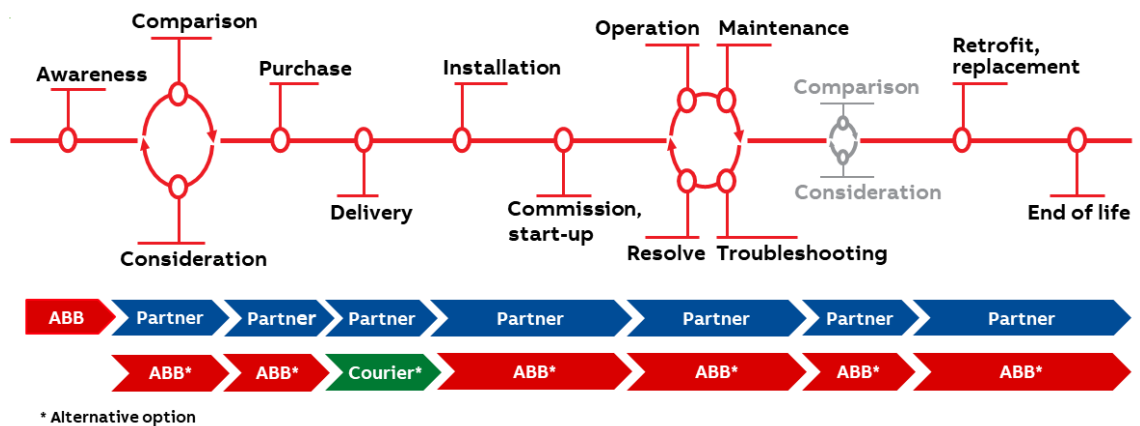 Comparison
Operation
Maintenance
Retrofit,
replacement
Awareness
Purchase
Installation
Comparison
Consideration
Delivery
Commission,
start-up
End of life
Consideration
Resolve
Troubleshooting
ABB
Partner
Partner
Partner
Partner
Partner
Partner
Partner
ABB*
ABB*
Courier*
ABB*
ABB*
ABB*
ABB*
* Alternative option